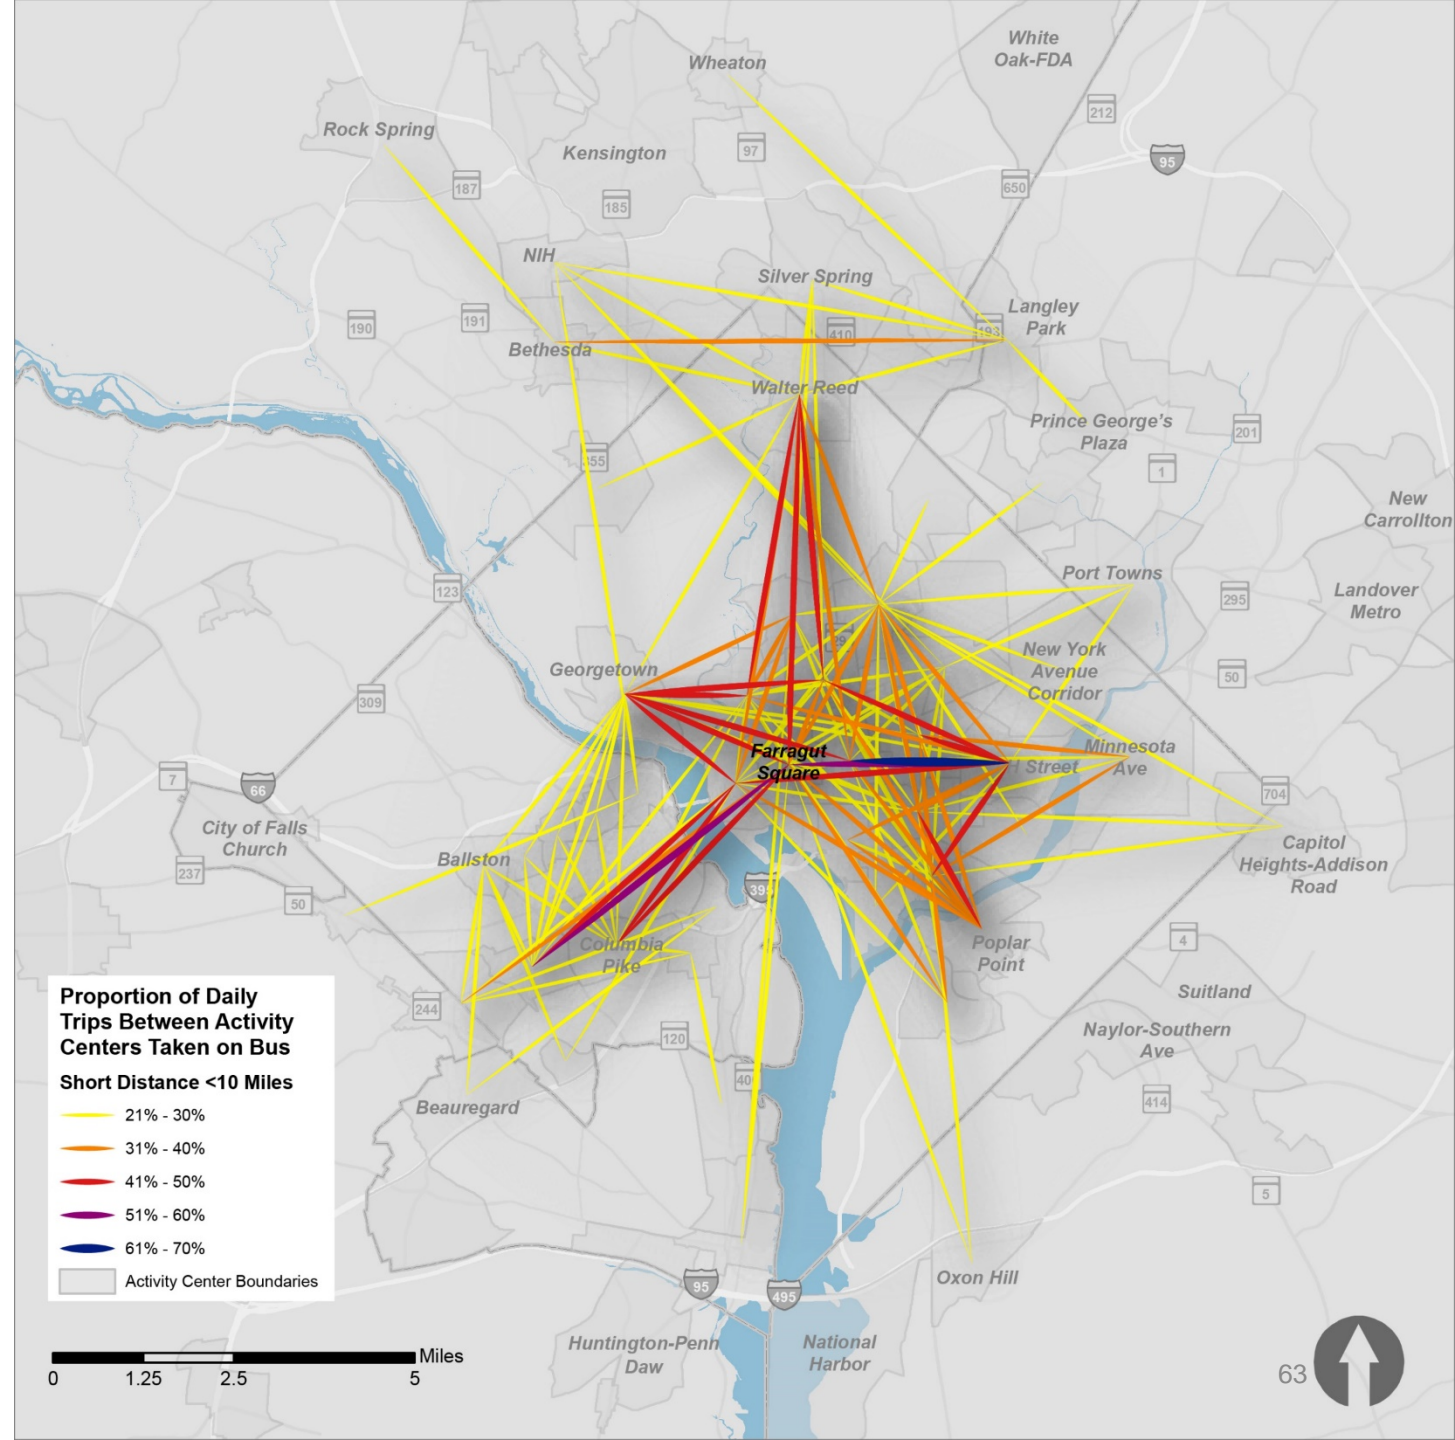 White
Oak-FDA
Wheaton
212
Rock Spring
Kensington
97
95
187
650
185
NIH
Silver Spring
Langley
Park
190
191
410
193
Bethesda
Walter Reed
Prince George's
Plaza
201
355
1
New
Carrollton
Port Towns
123
295
Landover
Metro
29
New York
Avenue
Corridor
Georgetown
50
309
Farragut
Square
H Street
Minnesota
Ave
7
66
704
City of Falls
Church
Ballston
237
Capitol
Heights-Addison
Road
50
395
Columbia
Pike
Poplar
Point
4
Suitland
244
120
Naylor-Southern
Ave
Beauregard
414
5
Oxon Hill
95
495
Huntington-Penn
Daw
National
Harbor
Proportion of Daily
Trips Between Activity
Centers Taken on Bus
Short Distance <10 Miles
21% - 30%
31% - 40%
41% - 50%
51% - 60%
61% - 70%
Activity Center Boundaries
Miles
0 1.25 2.5 5
63